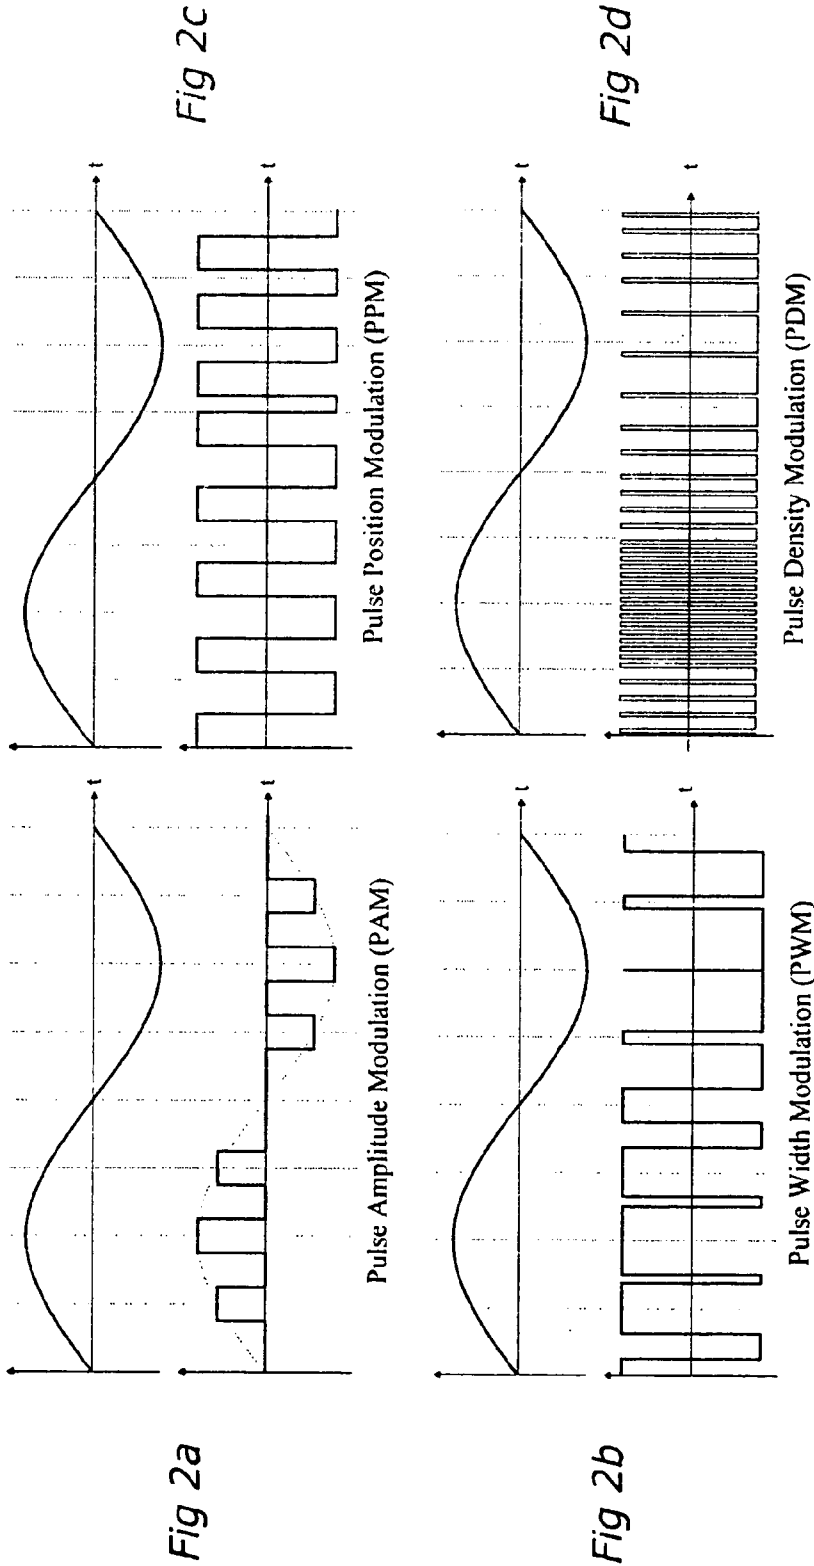 Fig 2a
t
t
Pulse Amplitude Modulation (PAM)
Fig 2c
t
t
Pulse Position Modulation (PPM)
Fig 2b
t
t
Pulse Width Modulation (PWM)
Fig 2d
t
t
Pulse Density Modulation (PDM)